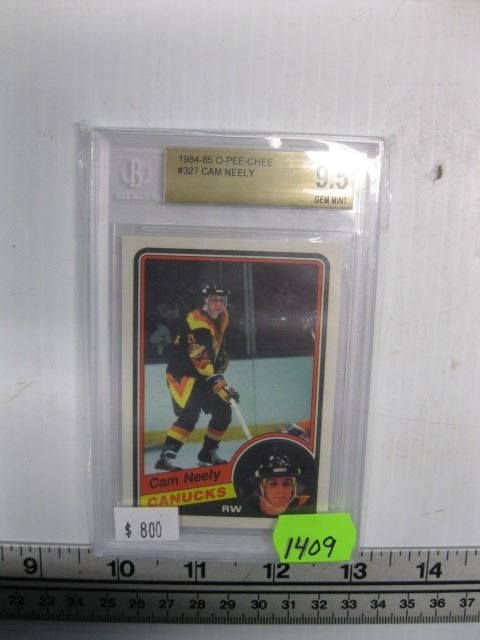 1984-85 O-PEE-CHEE
#327 CAM NEELY
9.5
GEM MINT
B
BECKETT
21
Cam Neely
CANUCKS
RW
$ 800
1409
9 10 11 12 13 14
22 23 24 25 26 27 28 29 30 31 32 33 34 35 36 37